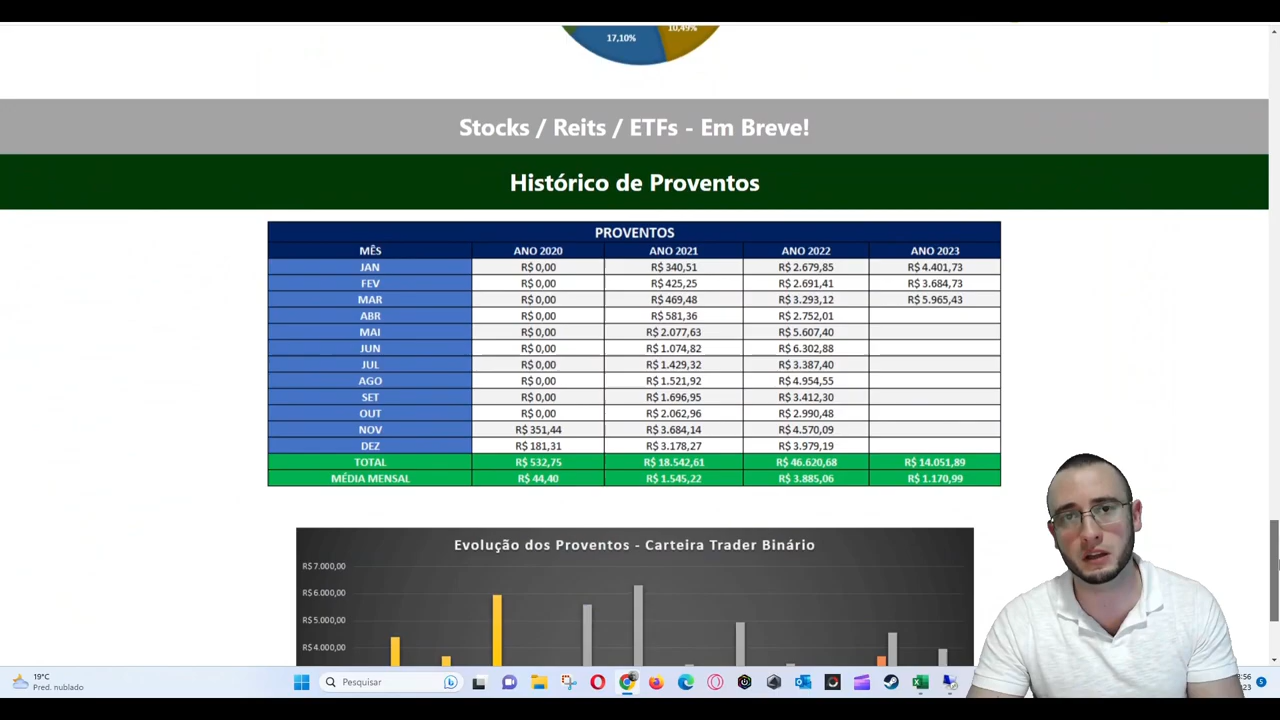 10,49%
17,10%
Stocks / Reits / ETFs - Em Breve!
Histórico de Proventos
PROVENTOS
MÊS ANO 2020 ANO 2021 ANO 2022 ANO 2023
JAN R$ 0,00 R$ 340,51 R$ 2.679,85 R$ 4.401,73
FEV R$ 0,00 R$ 425,25 R$ 2.691,41 R$ 3.684,73
MAR R$ 0,00 R$ 469,48 R$ 3.293,12 R$ 5.965,43
ABR R$ 0,00 R$ 581,36 R$ 2.752,01
MAI R$ 0,00 R$ 2.077,63 R$ 5.607,40
JUN R$ 0,00 R$ 1.074,82 R$ 6.302,88
JUL R$ 0,00 R$ 1.429,32 R$ 3.387,40
AGO R$ 0,00 R$ 1.521,92 R$ 4.954,55
SET R$ 0,00 R$ 1.696,95 R$ 3.412,30
OUT R$ 0,00 R$ 2.062,96 R$ 2.990,48
NOV R$ 351,44 R$ 3.684,14 R$ 4.570,09
DEZ R$ 181,31 R$ 3.178,27 R$ 3.979,19
TOTAL R$ 532,75 R$ 18.542,61 R$ 46.620,68 R$ 14.051,89
MÉDIA MENSAL R$ 44,40 R$ 1.545,22 R$ 3.885,06 R$ 1.170,99
Evolução dos Proventos - Carteira Trader Binário
R$ 7.000,00
R$ 6.000,00
R$ 5.000,00
R$ 4.000,00
19°C
Pred. nublado
Pesquisar
:56
23
5